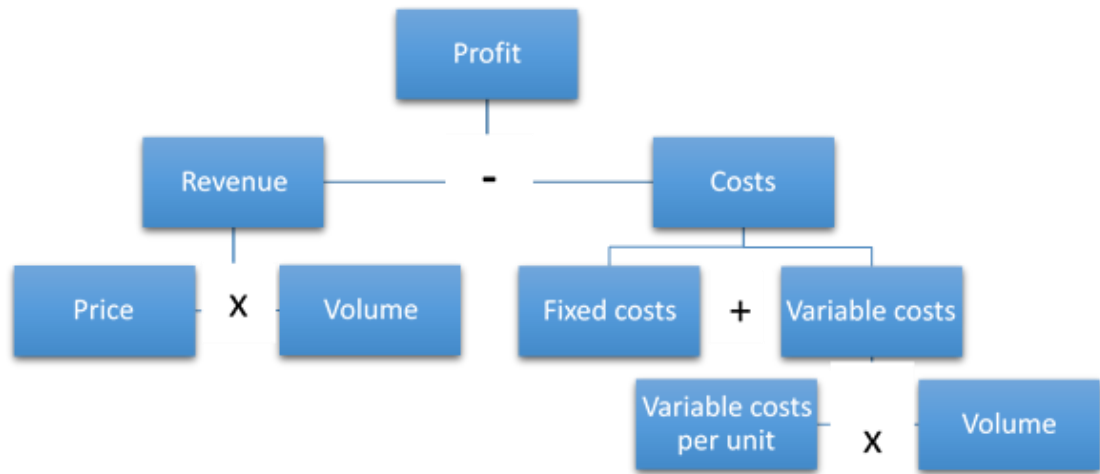 Profit
Revenue
-
Costs
Price
x
Volume
Fixed costs
+
Variable costs
Variable costs
per unit
x
Volume